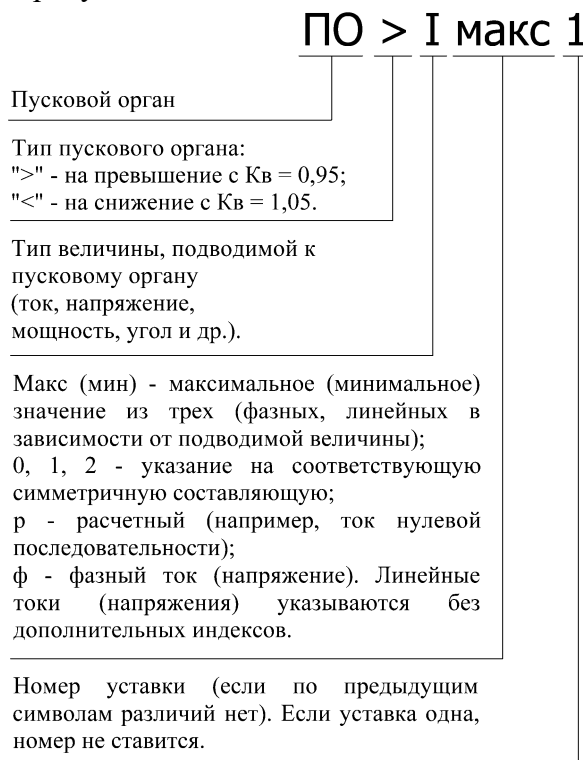 ПО > I макс 1
Пусковой орган
Тип пускового органа:
">" - на превышение с Кв = 0,95;
"<" - на снижение с Кв = 1,05.
Тип величины, подводимой к
пусковому органу
(ток, напряжение,
мощность, угол и др.).
Макс (мин) - максимальное (минимальное)
значение из трех (фазных, линейных в
зависимости от подводимой величины);
0, 1, 2 - указание на соответствующую
симметричную составляющую;
р - расчетный (например, ток нулевой
последовательности);
ф - фазный ток (напряжение). Линейные
токи (напряжения) указываются без
дополнительных индексов.
Номер уставки (если по предыдущим
символам различий нет). Если уставка одна,
номер не ставится.